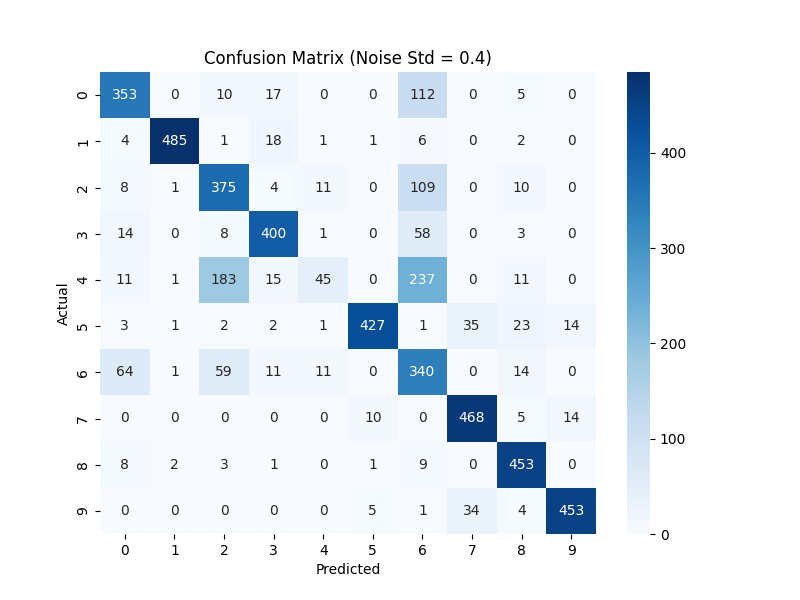 Confusion Matrix (Noise Std = 0.4)
0 353 0 10 17 0 0 112 0 5 0
1 4 485 1 18 1 1 6 0 2 0
2 8 1 375 4 11 0 109 0 10 0
3 14 0 8 400 1 0 58 0 3 0
4 11 1 183 15 45 0 237 0 11 0
5 3 1 2 2 1 427 1 35 23 14
6 64 1 59 11 11 0 340 0 14 0
7 0 0 0 0 0 10 0 468 5 14
8 8 2 3 1 0 1 9 0 453 0
9 0 0 0 0 0 5 1 34 4 453
0 1 2 3 4 5 6 7 8 9
Predicted
Actual
400
300
200
100
0